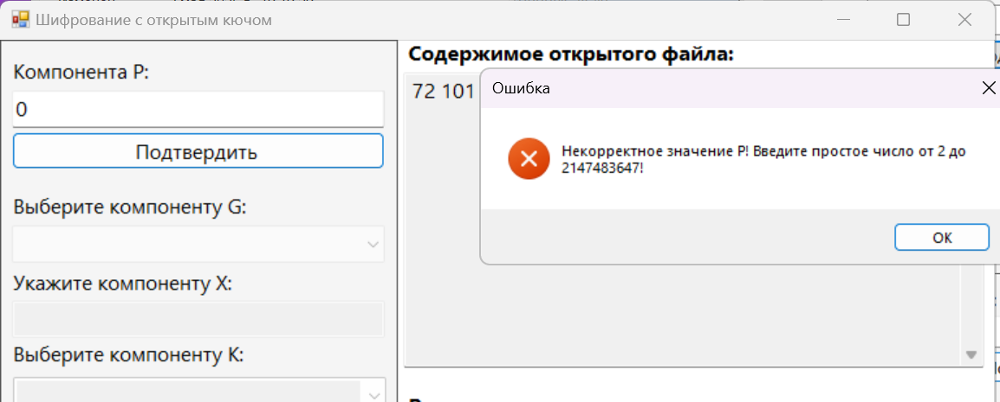 Шифрование с открытым кючом
Компонента P:
0
Подтвердить
Выберите компоненту G:
Укажите компоненту X:
Выберите компоненту K:
Содержимое открытого файла:
72 101
Ошибка
Некорректное значение P! Введите простое число от 2 до
2147483647!
ОК